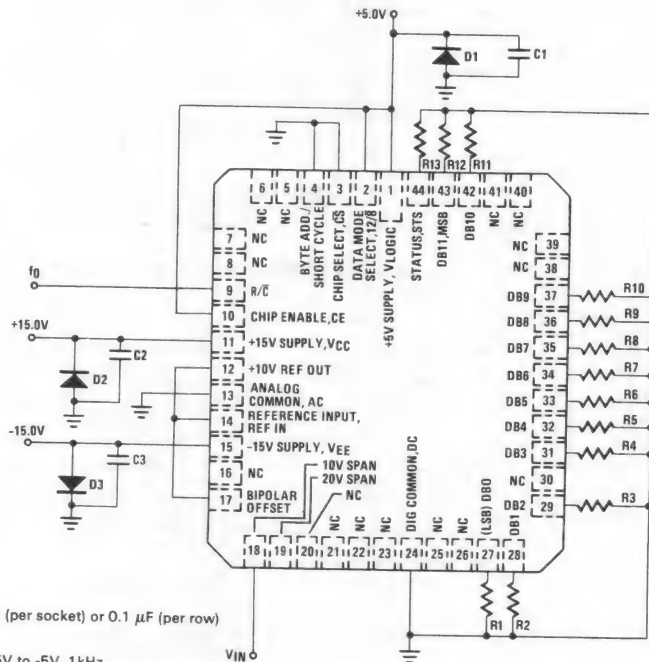 +5.0V
D1
C1
R13
R12
R11
6
5
4
3
2
1
44
43
42
41
40
NC
NC
BYTE ADD./
SHORT CYCLE
CHIP SELECT, C̅S̅
DATA MODE
SELECT, 12/8̅
+5V SUPPLY, VLOGIC
STATUS, STS
DB11, MSB
DB10
NC
NC
7 NC
8 NC
fO
9 R/C̅
10 CHIP ENABLE, CE
+15.0V
11 +15V SUPPLY, VCC
C2
D2
12 +10V REF OUT
13 ANALOG
COMMON, AC
14 REFERENCE INPUT,
REF IN
-15.0V
15 -15V SUPPLY, VEE
C3
D3
16 NC
17 BIPOLAR
OFFSET
10V SPAN
20V SPAN
NC
NC 39
NC 38
DB9 37 R10
DB8 36 R9
DB7 35 R8
DB6 34 R7
DB5 33 R6
DB4 32 R5
DB3 31 R4
NC 30
DB2 29 R3
NC
NC
NC
DIG COMMON, DC
NC
NC
(LSB) DB0
DB1
18
19
20
21
22
23
24
25
26
27
28
R1
R2
(per socket) or 0.1 μF (per row)
VIN
5V to -5V, 1kHz